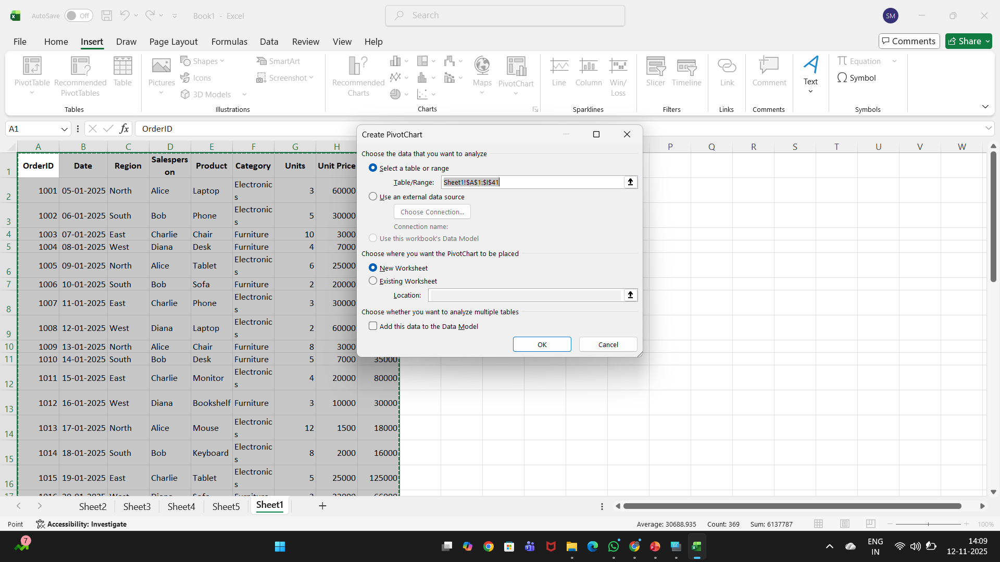 AutoSave Off Book1 - Excel Search SM
File Home Insert Draw Page Layout Formulas Data Review View Help Comments Share
PivotTable Recommended PivotTables Table
Tables
Pictures Shapes Icons 3D Models SmartArt Screenshot
Illustrations
Recommended Charts Maps PivotChart
Charts
Line Column Win/Loss
Sparklines
Slicer Timeline
Filters
Link
Links
Comment
Comments
Text
Equation
Symbol
Symbols
A1 fx OrderID
Create PivotChart
Choose the data that you want to analyze
Select a table or range
Table/Range: Sheet1!$A$1:$I$41
Use an external data source
Choose Connection...
Connection name:
Use this workbook's Data Model
Choose where you want the PivotChart to be placed
New Worksheet
Existing Worksheet
Location:
Choose whether you want to analyze multiple tables
Add this data to the Data Model
OK Cancel
A B C D E F G H P Q R S T U V W
1 OrderID Date Region Salesperson Product Category Units Unit Price
2 1001 05-01-2025 North Alice Laptop Electronics 3 60000
3 1002 06-01-2025 South Bob Phone Electronics 5 30000
4 1003 07-01-2025 East Charlie Chair Furniture 10 3000
5 1004 08-01-2025 West Diana Desk Furniture 4 7000
6 1005 09-01-2025 North Alice Tablet Electronics 6 25000
7 1006 10-01-2025 South Bob Sofa Furniture 2 20000
8 1007 11-01-2025 East Charlie Phone Electronics 3 30000
9 1008 12-01-2025 West Diana Laptop Electronics 2 60000
10 1009 13-01-2025 North Alice Chair Furniture 8 3000
11 1010 14-01-2025 South Bob Desk Furniture 5 7000 35000
12 1011 15-01-2025 East Charlie Monitor Electronics 4 20000 80000
13 1012 16-01-2025 West Diana Bookshelf Furniture 3 10000 30000
14 1013 17-01-2025 North Alice Mouse Electronics 12 1500 18000
15 1014 18-01-2025 South Bob Keyboard Electronics 8 2000 16000
16 1015 19-01-2025 East Charlie Tablet Electronics 5 25000 125000
Sheet2 Sheet3 Sheet4 Sheet5 Sheet1
Point Accessibility: Investigate Average: 30688.935 Count: 369 Sum: 6137787 100%
7 ENG 14:09
IN 12-11-2025